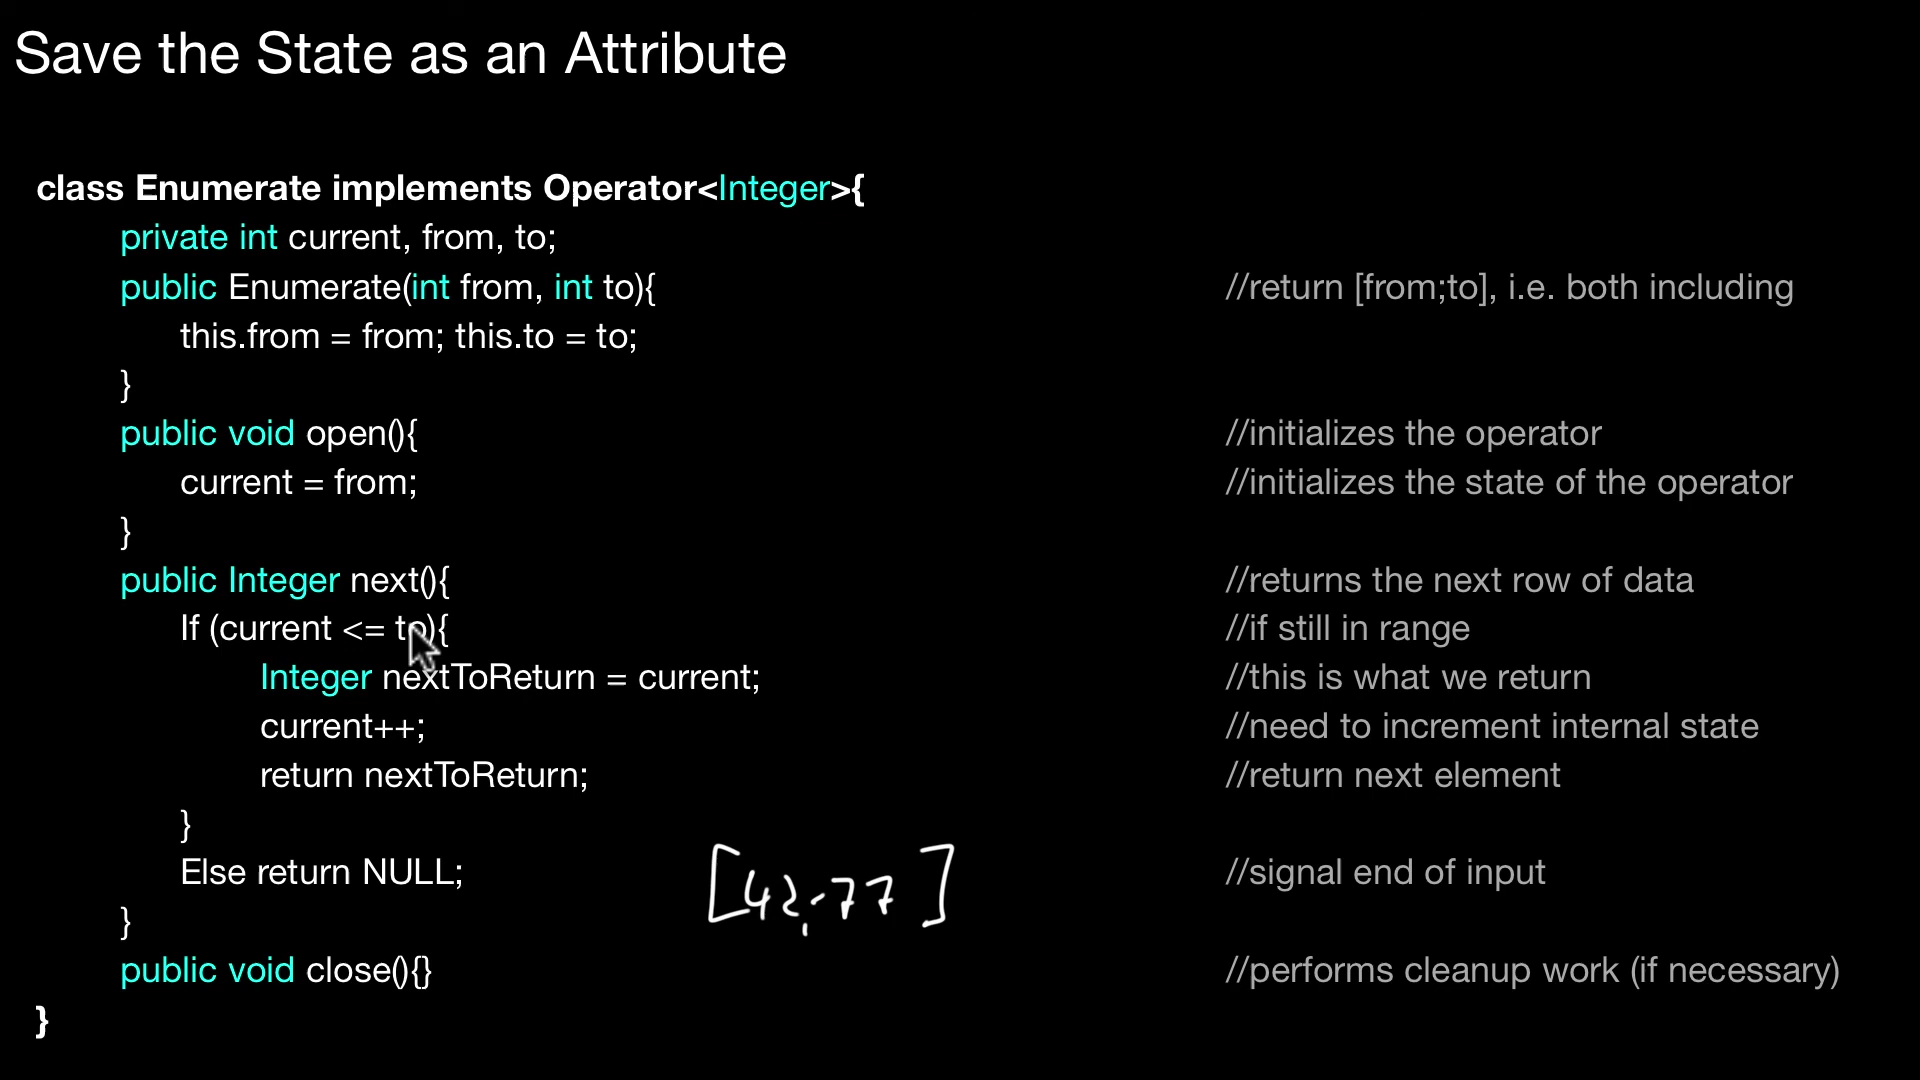 Save the State as an Attribute
class Enumerate implements Operator<Integer>{
private int current, from, to;
public Enumerate(int from, int to){ //return [from;to], i.e. both including
this.from = from; this.to = to;
}
public void open(){ //initializes the operator
current = from; //initializes the state of the operator
}
public Integer next(){ //returns the next row of data
If (current <= to){ //if still in range
Integer nextToReturn = current; //this is what we return
current++; //need to increment internal state
return nextToReturn; //return next element
}
Else return NULL; //signal end of input
[42;77]
}
public void close(){} //performs cleanup work (if necessary)
}